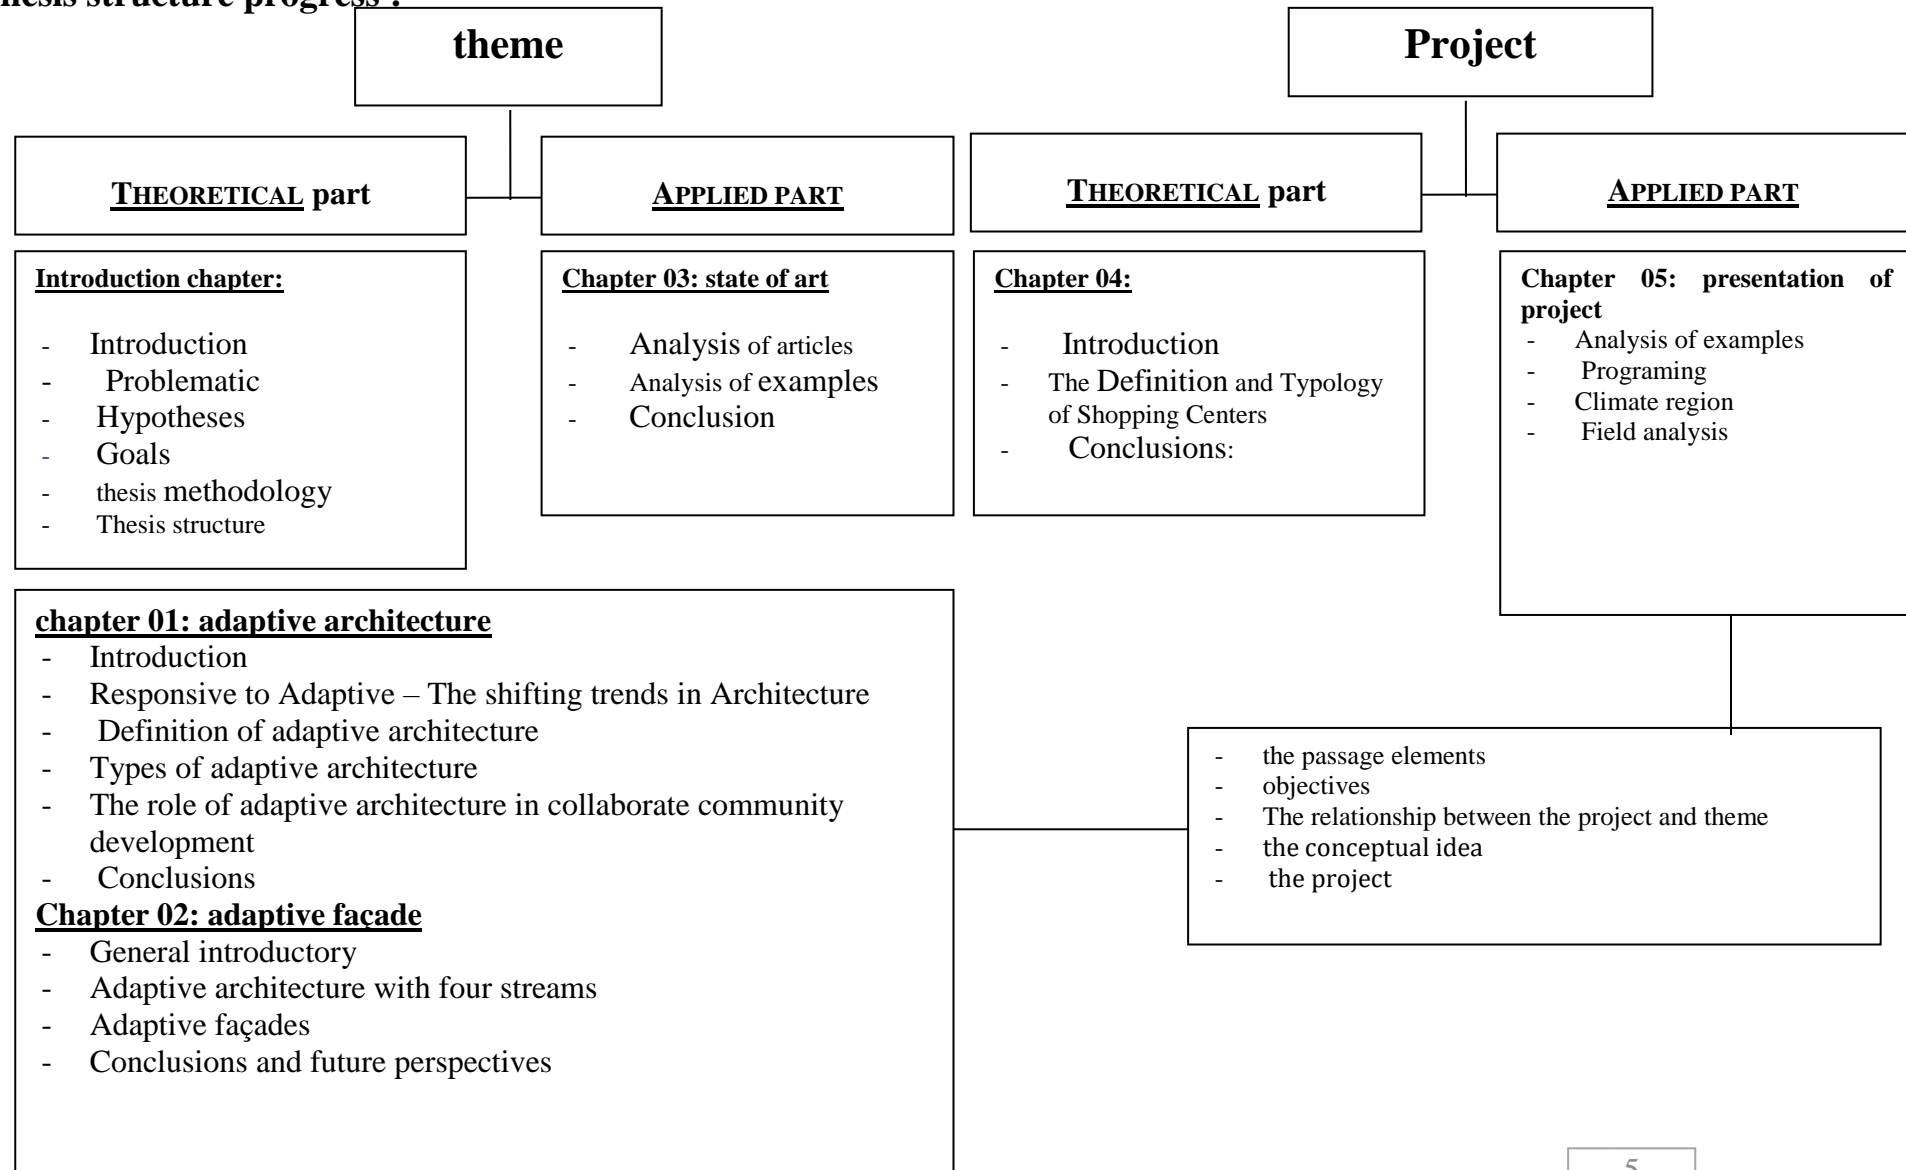 hesis structure progress :
theme
Project
THEORETICAL part
APPLIED PART
THEORETICAL part
APPLIED PART
Introduction chapter:
- Introduction
- Problematic
- Hypotheses
- Goals
- thesis methodology
- Thesis structure
Chapter 03: state of art
- Analysis of articles
- Analysis of examples
- Conclusion
Chapter 04:
- Introduction
- The Definition and Typology
of Shopping Centers
- Conclusions:
Chapter 05: presentation of
project
- Analysis of examples
- Programing
- Climate region
- Field analysis
chapter 01: adaptive architecture
- Introduction
- Responsive to Adaptive – The shifting trends in Architecture
- Definition of adaptive architecture
- Types of adaptive architecture
- The role of adaptive architecture in collaborate community
development
- Conclusions
Chapter 02: adaptive façade
- General introductory
- Adaptive architecture with four streams
- Adaptive façades
- Conclusions and future perspectives
- the passage elements
- objectives
- The relationship between the project and theme
- the conceptual idea
- the project
5